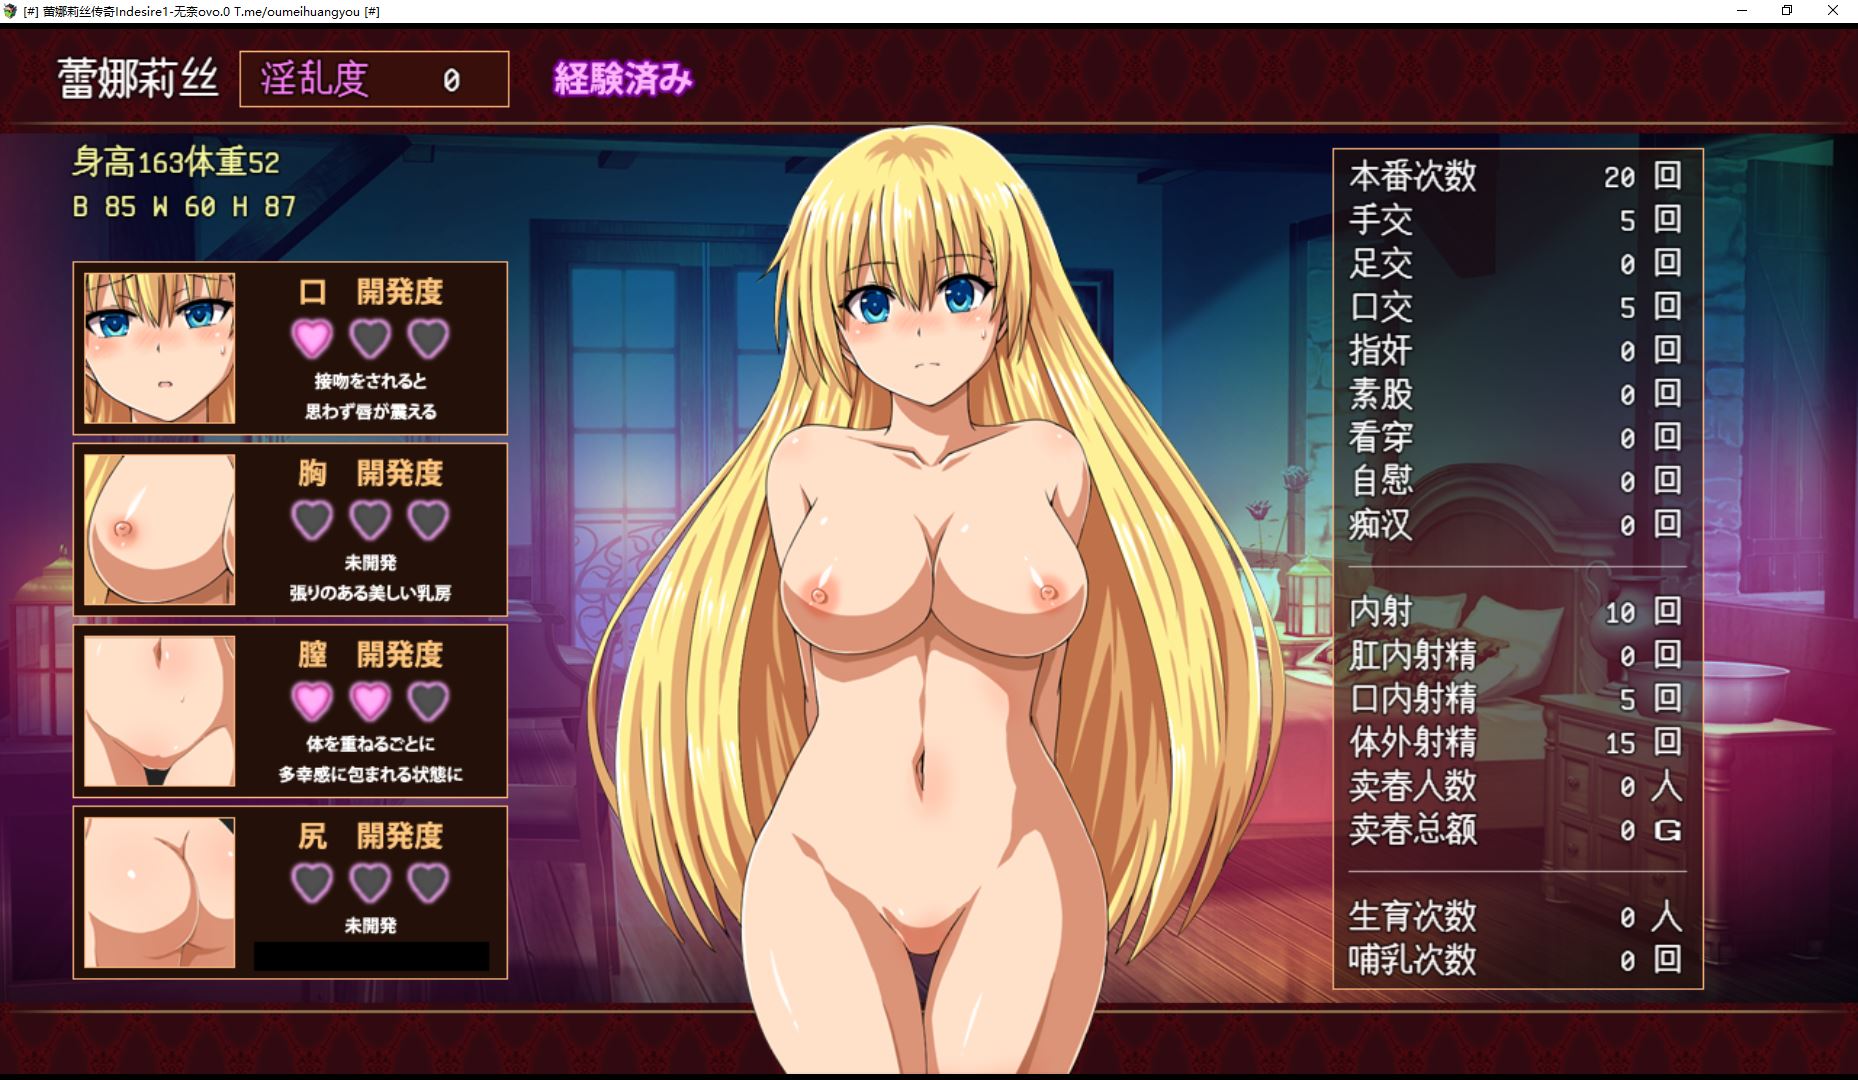 [#] 蕾娜莉丝传奇Indesire1-无奈ovo.0 T.me/oumeihuangyou [#]
蕾娜莉丝 淫乱度 0 経験済み
身高163体重52
B 85 W 60 H 87
口 開発度
接吻をされると
思わず唇が震える
胸 開発度
未開発
張りのある美しい乳房
膣 開発度
体を重ねるごとに
多幸感に包まれる状態に
尻 開発度
未開発
本番次数 20 回
手交 5 回
足交 0 回
口交 5 回
指奸 0 回
素股 0 回
看穿 0 回
自慰 0 回
痴汉 0 回
内射 10 回
肛内射精 0 回
口内射精 5 回
体外射精 15 回
卖春人数 0 人
卖春总额 0 G
生育次数 0 人
哺乳次数 0 回